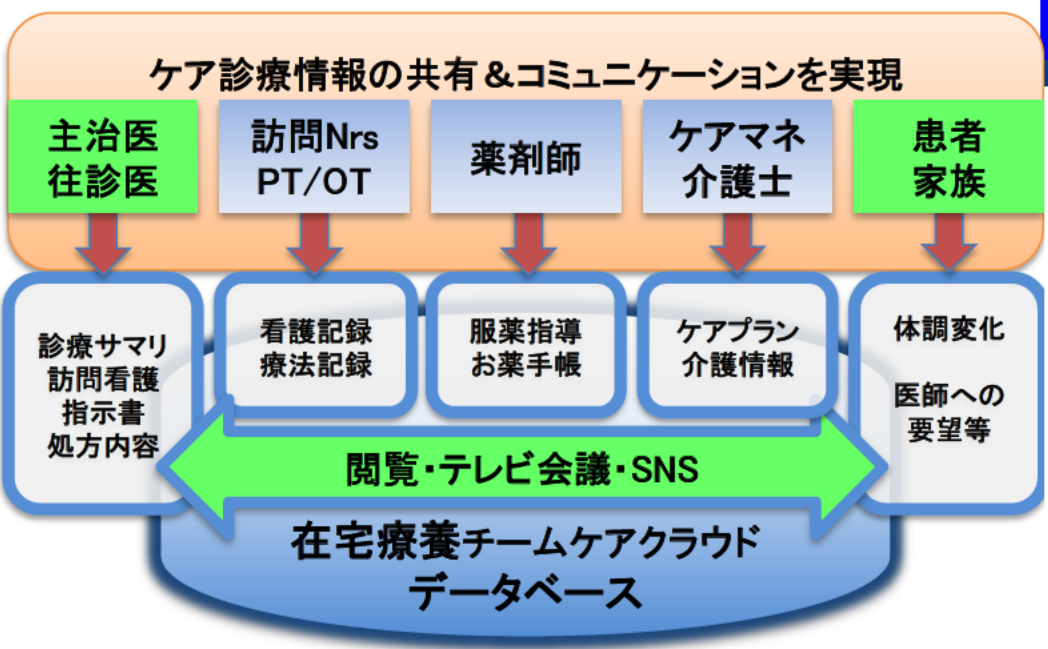 ケア診療情報の共有&コミュニケーションを実現
主治医
往診医
訪問Nrs
PT/OT
薬剤師
ケアマネ
介護士
患者
家族
診療サマリ
訪問看護
指示書
処方内容
看護記録
療法記録
服薬指導
お薬手帳
ケアプラン
介護情報
体調変化
医師への
要望等
閲覧・テレビ会議・SNS
在宅療養チームケアクラウド
データベース